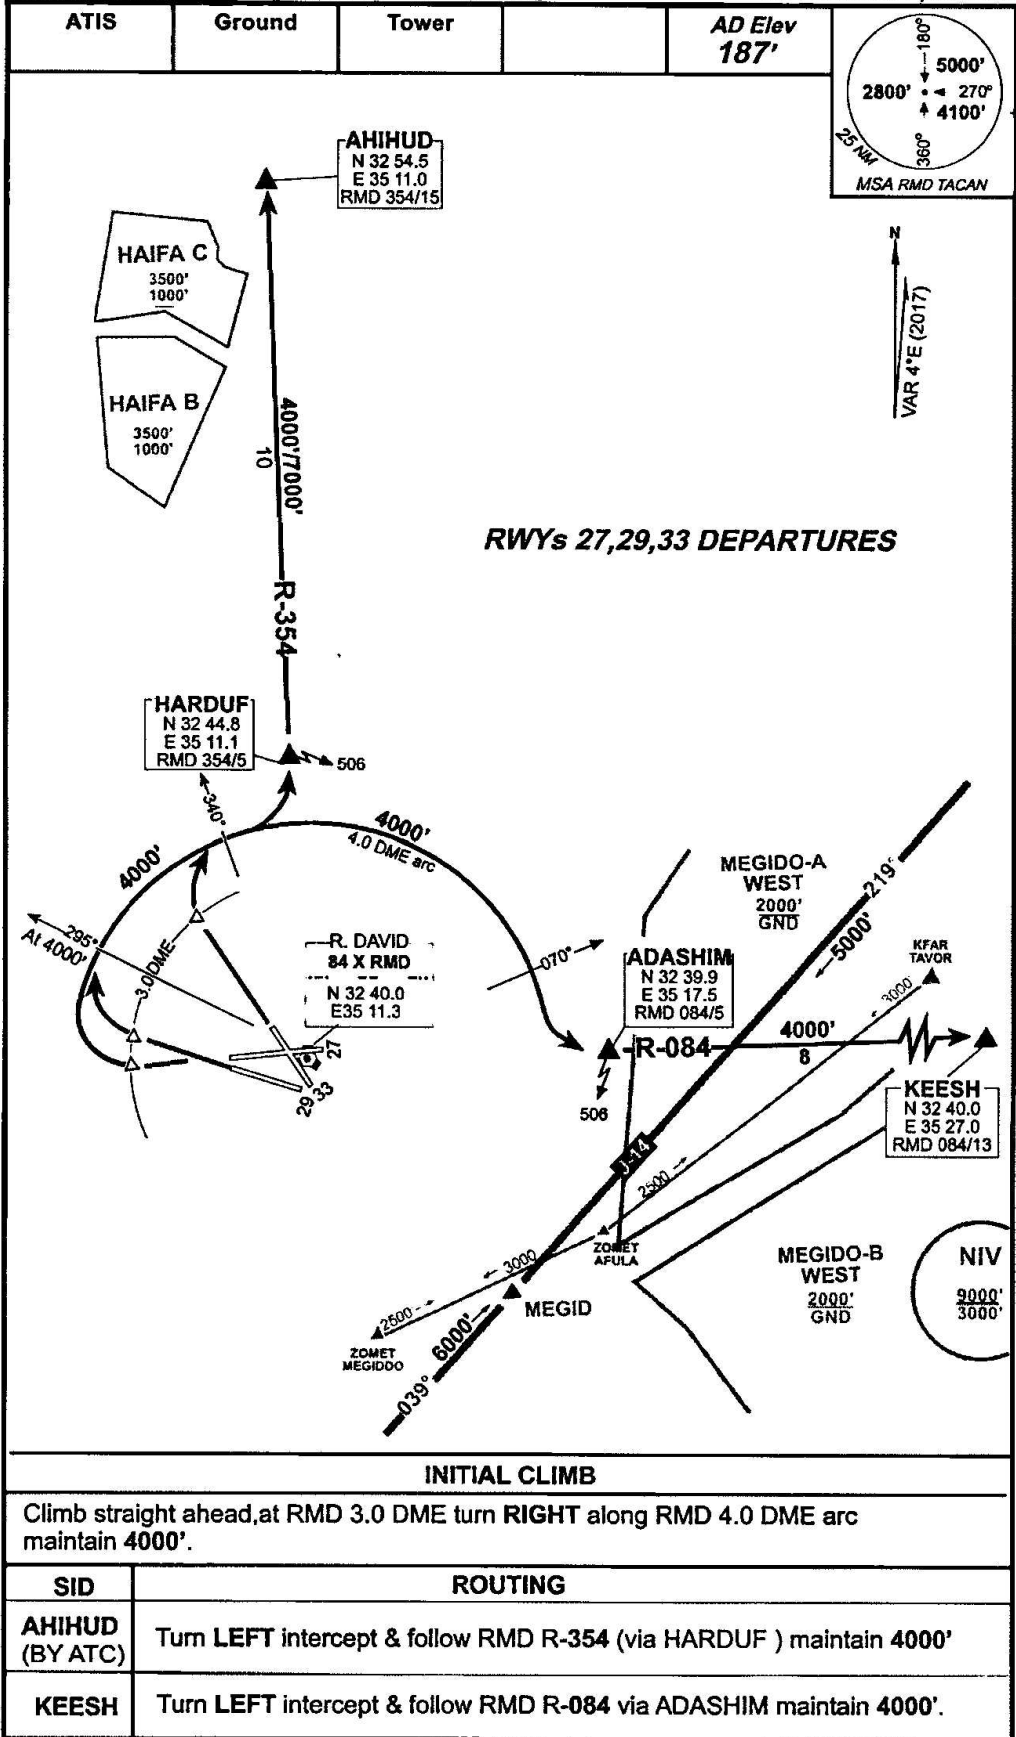 ATIS
Ground
Tower
AD Elev
187'
180°
5000'
2800'
270°
4100'
360°
25 NM
MSA RMD TACAN
AHIHUD
N 32 54.5
E 35 11.0
RMD 354/15
HAIFA C
3500'
1000'
N
VAR 4°E (2017)
HAIFA B
3500'
1000'
4000'/7000'
10
RWYs 27,29,33 DEPARTURES
R-354
HARDUF
N 32 44.8
E 35 11.1
RMD 354/5
506
340°
4000'
4.0 DME arc
4000'
MEGIDO-A
WEST
2000'
GND
219°
5000'
295°
At 4000'
3.0 DME
R. DAVID
84 X RMD
N 32 40.0
E35 11.3
070°
ADASHIM
N 32 39.9
E 35 17.5
RMD 084/5
KFAR
TAVOR
3000'
27
29
33
R-084
4000'
8
506
KEESH
N 32 40.0
E 35 27.0
RMD 084/13
J-14
2500
ZOMET
AFULA
3000
MEGIDO-B
WEST
2000'
GND
NIV
9000'
3000'
MEGID
2500
ZOMET
MEGIDDO
6000'
039°
INITIAL CLIMB
Climb straight ahead,at RMD 3.0 DME turn RIGHT along RMD 4.0 DME arc
maintain 4000'.
SID
ROUTING
AHIHUD
(BY ATC)
Turn LEFT intercept & follow RMD R-354 (via HARDUF ) maintain 4000'
KEESH
Turn LEFT intercept & follow RMD R-084 via ADASHIM maintain 4000'.